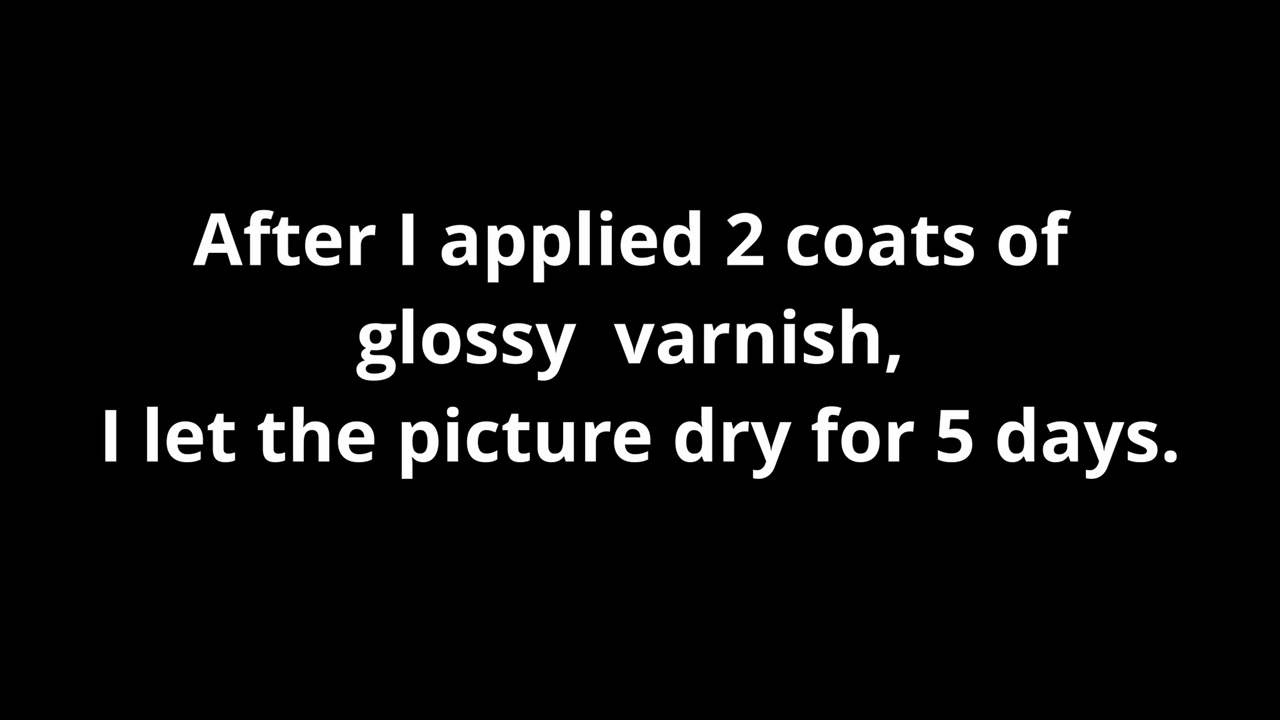 After I applied 2 coats of
glossy  varnish,
I let the picture dry for 5 days.